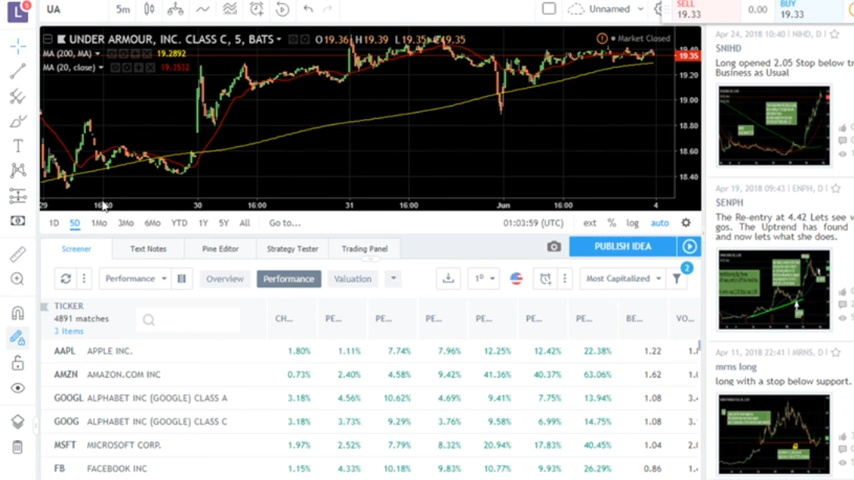 L 5 UA 5m Unnamed
SELL 19.33 0.00 BUY 19.33
UNDER ARMOUR, INC. CLASS C, 5, BATS
Market Closed
MA (200, MA) 19.2892
MA (20, close) 19.3532
19.35
19.20
19.00
18.80
18.60
18.40
29 30 16:00 31 16:00 Jun 16:00 4
1D 5D 1Mo 3Mo 6Mo YTD 1Y 5Y All Go to... 01:03:59 (UTC) ext % log auto
Screener Text Notes Pine Editor Strategy Tester Trading Panel PUBLISH IDEA
Performance Overview Performance Valuation Most Capitalized 2
TICKER
4891 matches
3 Items
CH... PE... PE... PE... PE... PE... PE... BE... VO...
AAPL APPLE INC. 1.80% 1.11% 7.74% 7.96% 12.25% 12.42% 22.38% 1.22
AMZN AMAZON.COM INC 0.73% 2.40% 4.58% 9.42% 41.36% 40.37% 63.06% 1.62
GOOGL ALPHABET INC (GOOGLE) CLASS A 3.18% 4.56% 10.62% 4.69% 9.41% 7.75% 13.94% 1.08
GOOG ALPHABET INC (GOOGLE) CLASS C 3.18% 3.73% 9.29% 3.76% 9.58% 6.99% 14.75% 1.08
MSFT MICROSOFT CORP. 1.97% 2.52% 7.79% 8.32% 20.94% 17.83% 40.45% 1.04
FB FACEBOOK INC 1.15% 4.33% 10.18% 9.83% 10.77% 9.93% 26.29% 0.86
Apr 24, 2018 10:40 | NIHD, D
$NIHD
Long opened 2.05 Stop below
Business as Usual
Apr 19, 2018 09:43 | ENPH, D
$ENPH
The Re-entry at 4.42 Lets see
gos. The Uptrend has found
and now lets what she does.
Apr 11, 2018 22:41 | MRNS, D
mrns long
long with a stop below support.